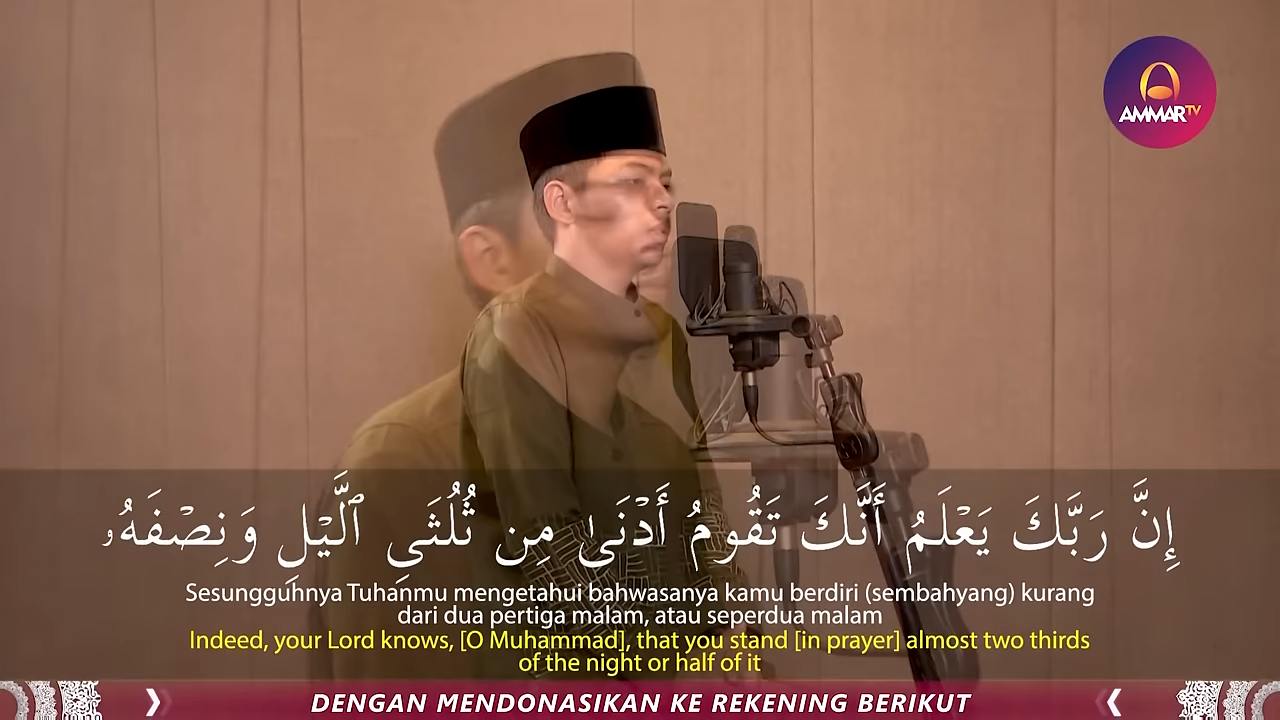 AMMARTV
إِنَّ رَبَّكَ يَعْلَمُ أَنَّكَ تَقُومُ أَدْنَىٰ مِن ثُلُثَىِ ٱلَّيْلِ وَنِصْفَهُۥ
Sesungguhnya Tuhanmu mengetahui bahwasanya kamu berdiri (sembahyang) kurang
dari dua pertiga malam, atau seperdua malam
Indeed, your Lord knows, [O Muhammad], that you stand [in prayer] almost two thirds
of the night or half of it
DENGAN MENDONASIKAN KE REKENING BERIKUT